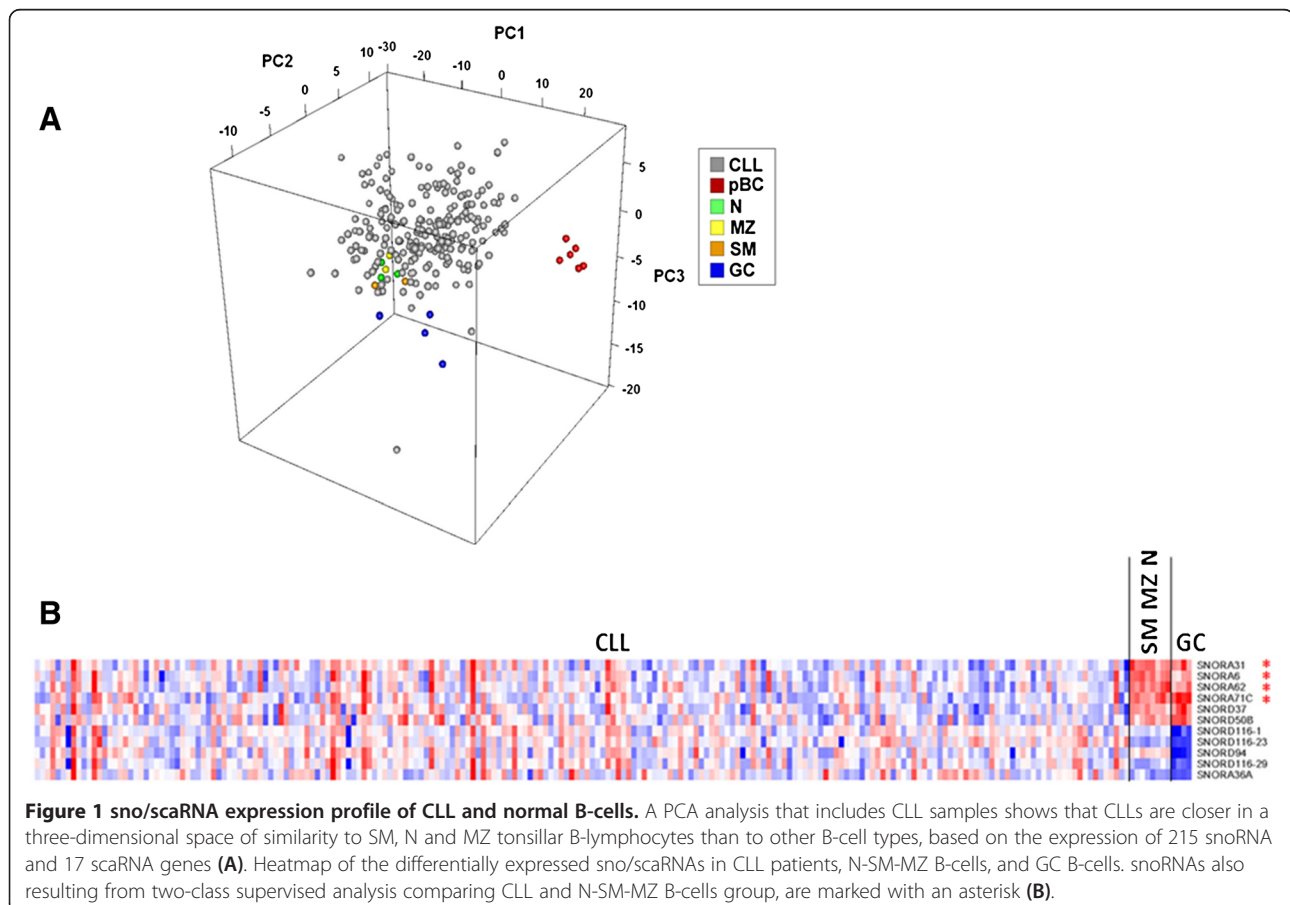 PC1
PC2
10 -30 -20 -10 0 10 20
5
0
-5
-10
A
5
0
-5
PC3
-10
-15
-20
CLL
pBC
N
MZ
SM
GC
B
CLL
SM MZ N
GC
SNORA31 *
SNORA6 *
SNORA62 *
SNORA71C *
SNORD37
SNORD50B
SNORD116-1
SNORD116-23
SNORD94
SNORD116-29
SNORA36A
Figure 1 sno/scaRNA expression profile of CLL and normal B-cells. A PCA analysis that includes CLL samples shows that CLLs are closer in a
three-dimensional space of similarity to SM, N and MZ tonsillar B-lymphocytes than to other B-cell types, based on the expression of 215 snoRNA
and 17 scaRNA genes (A). Heatmap of the differentially expressed sno/scaRNAs in CLL patients, N-SM-MZ B-cells, and GC B-cells. snoRNAs also
resulting from two-class supervised analysis comparing CLL and N-SM-MZ B-cells group, are marked with an asterisk (B).